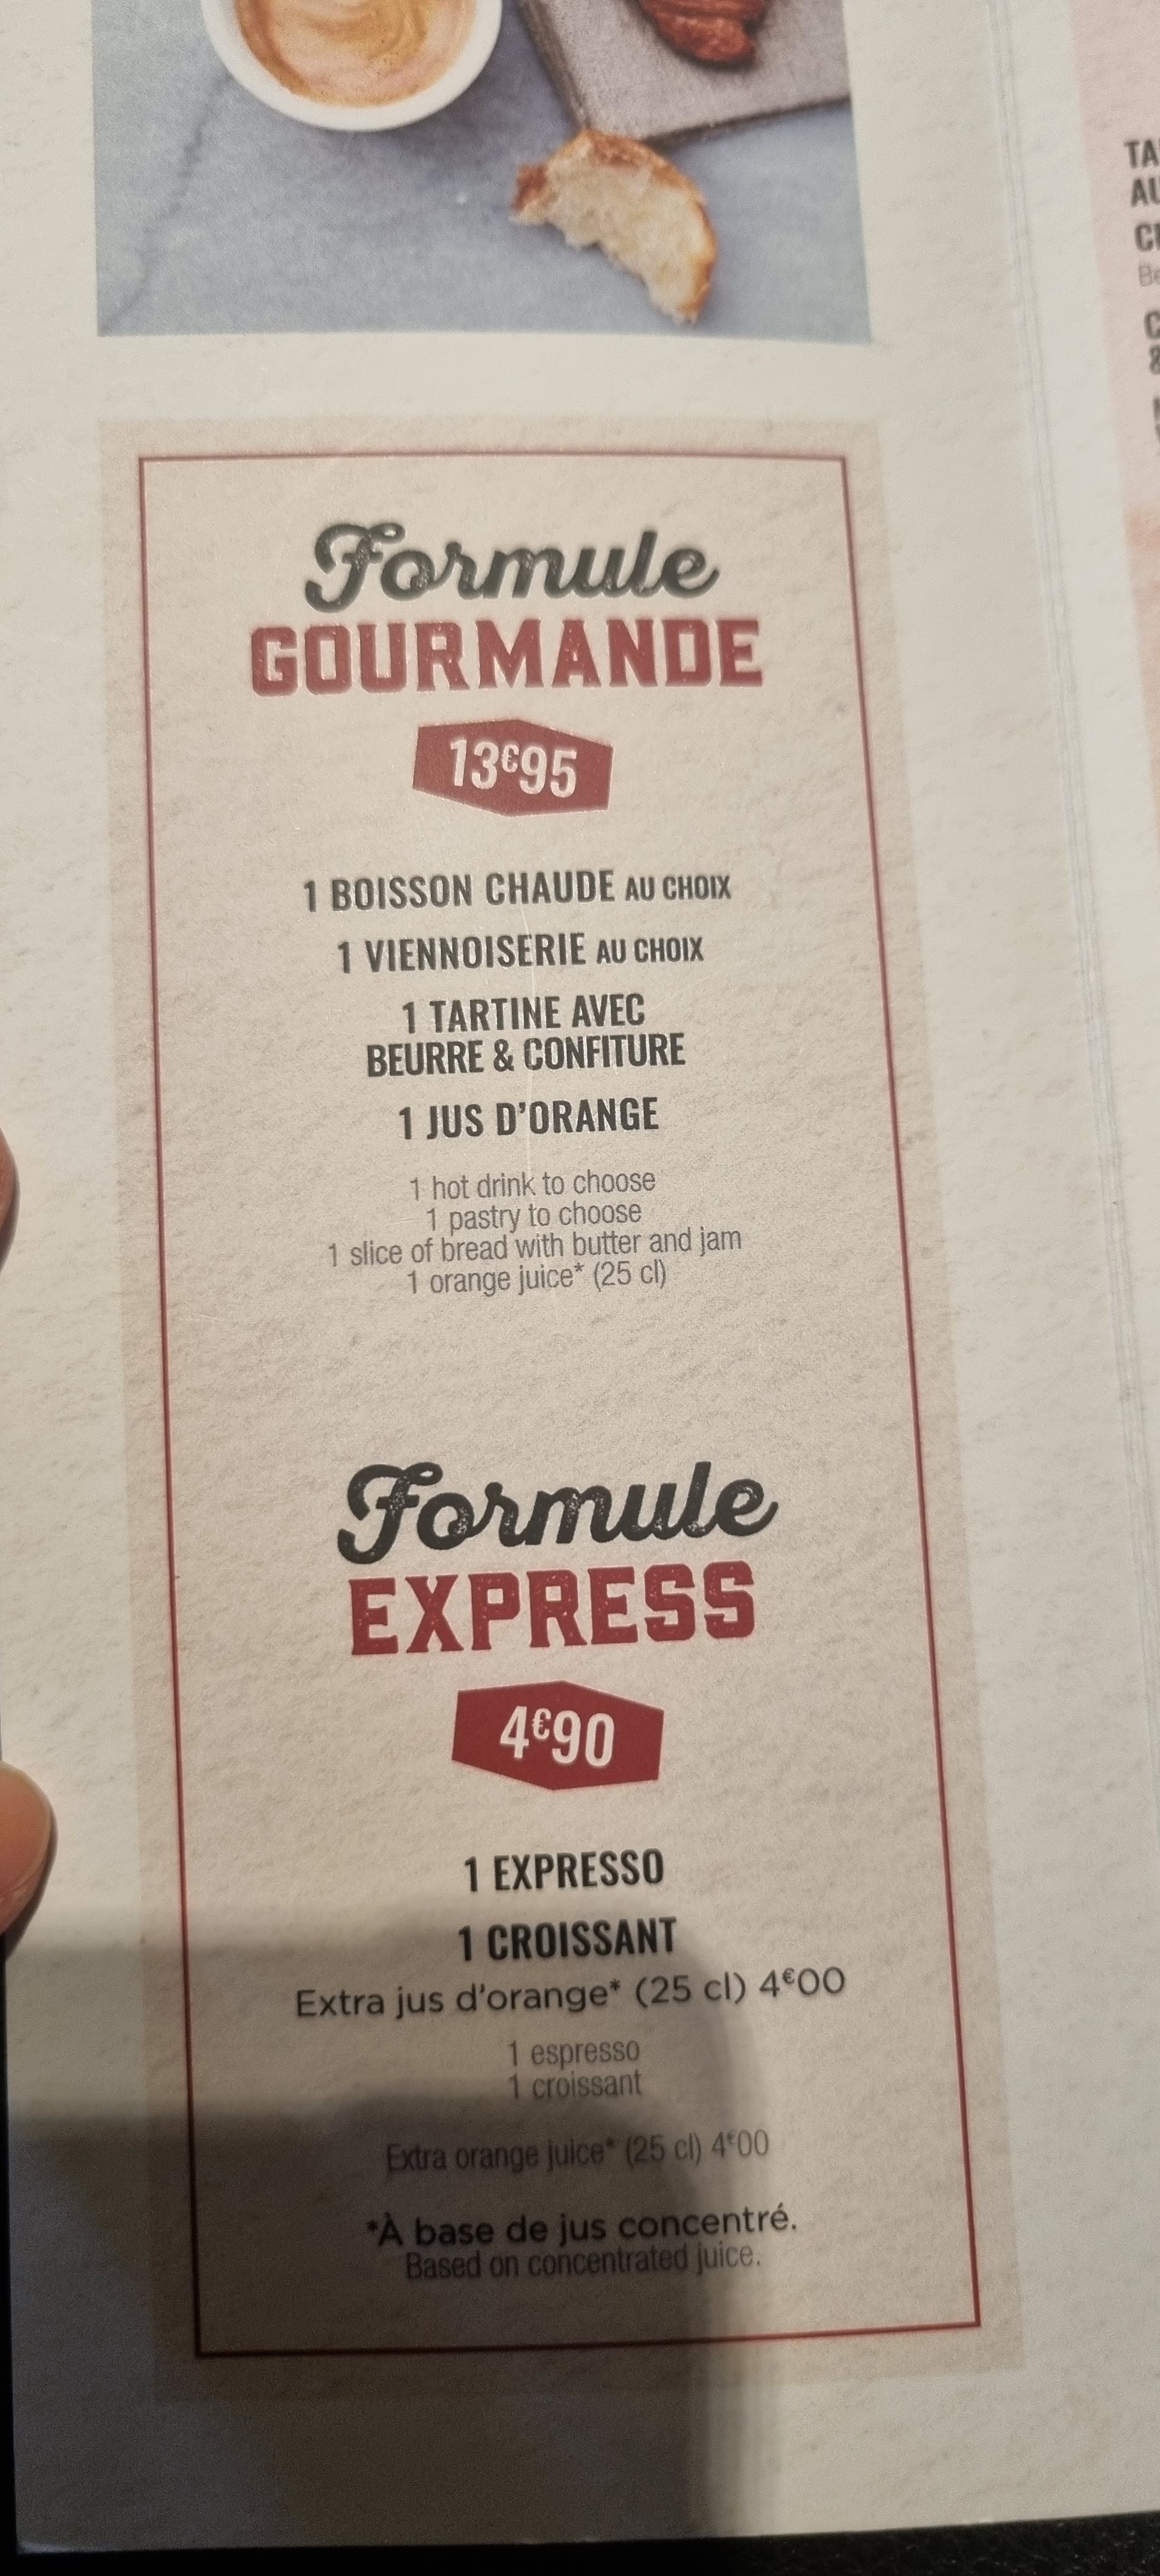 Formule
GOURMANDE
13€95
1 BOISSON CHAUDE AU CHOIX
1 VIENNOISERIE AU CHOIX
1 TARTINE AVEC
BEURRE & CONFITURE
1 JUS D'ORANGE
1 hot drink to choose
1 pastry to choose
1 slice of bread with butter and jam
1 orange juice* (25 cl)
Formule
EXPRESS
4€90
1 EXPRESSO
1 CROISSANT
Extra jus d'orange* (25 cl) 4€00
1 espresso
1 croissant
Extra orange juice* (25 cl) 4€00
*À base de jus concentré.
Based on concentrated juice.